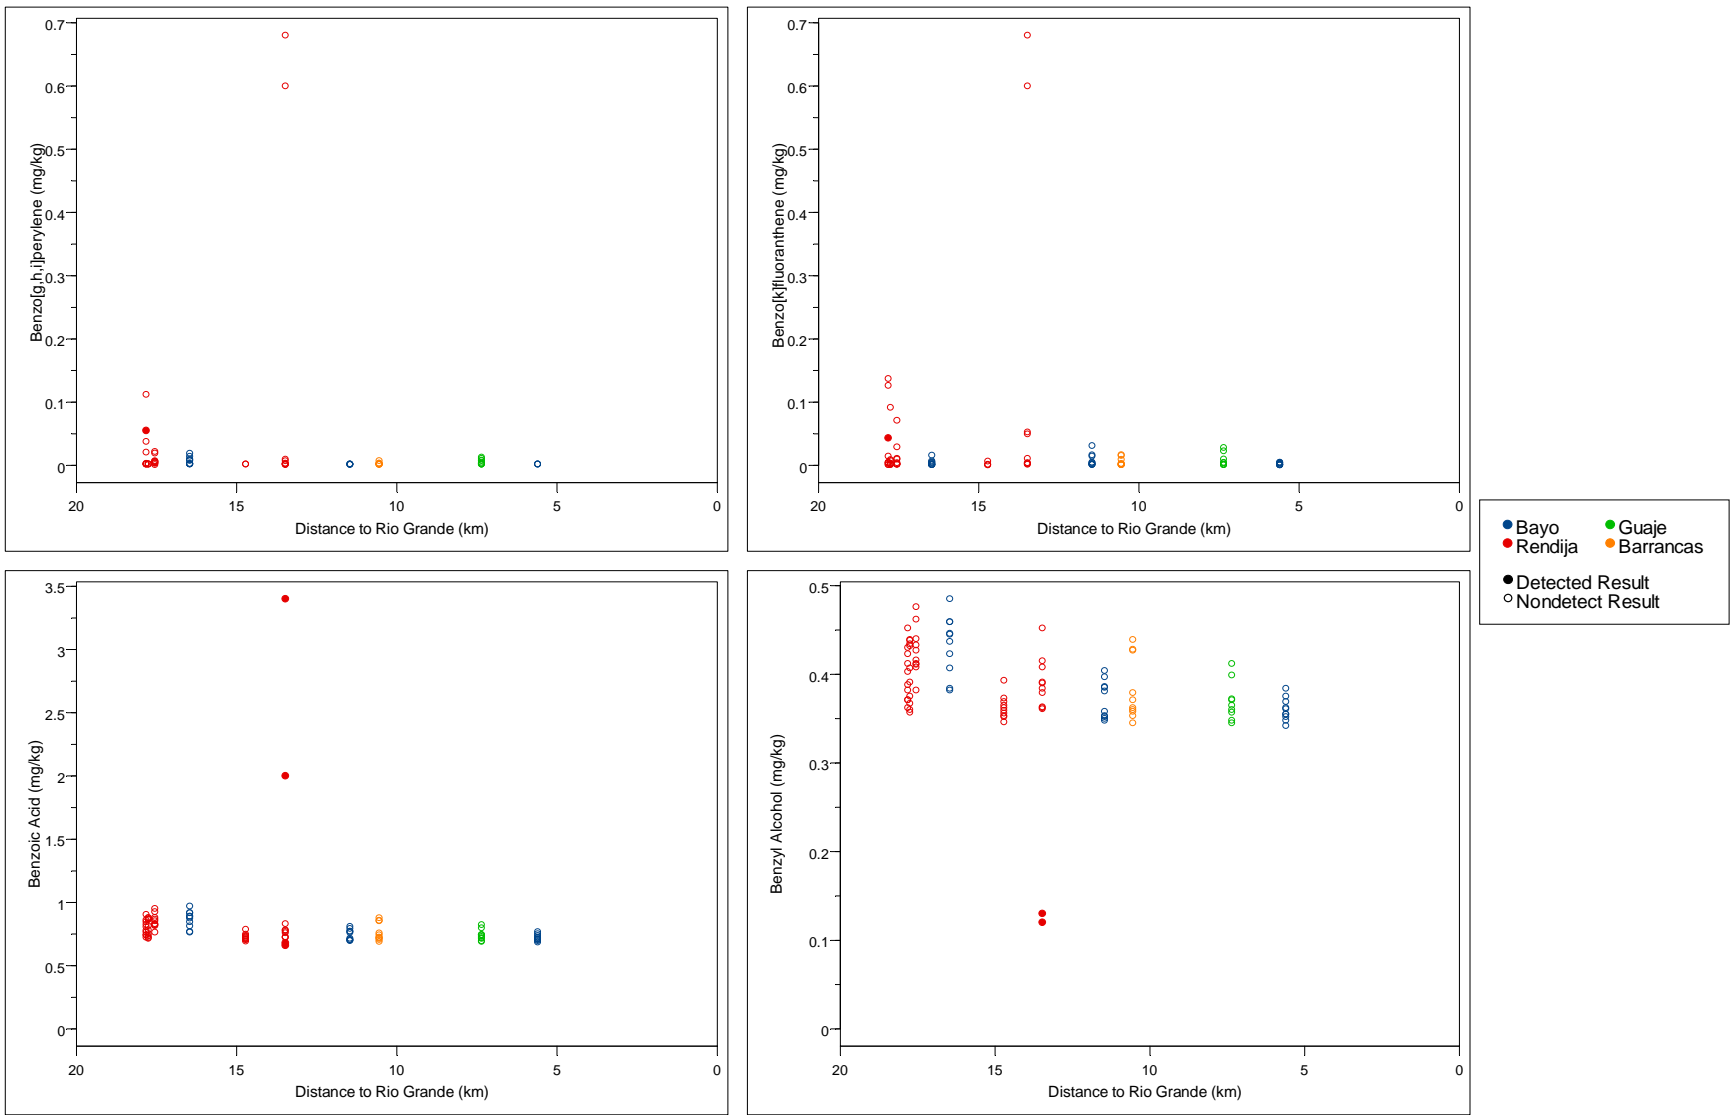 0.7
0.6
0.5
0.4
0.3
0.2
0.1
0
Benzo[g,h,i]perylene (mg/kg)
20 15 10 5 0
Distance to Rio Grande (km)
0.7
0.6
0.5
0.4
0.3
0.2
0.1
0
Benzo[k]fluoranthene (mg/kg)
20 15 10 5 0
Distance to Rio Grande (km)
Bayo Guaje
Rendija Barrancas
Detected Result
Nondetect Result
3.5
3
2.5
2
1.5
1
0.5
0
Benzoic Acid (mg/kg)
20 15 10 5 0
Distance to Rio Grande (km)
0.5
0.4
0.3
0.2
0.1
0
Benzyl Alcohol (mg/kg)
20 15 10 5 0
Distance to Rio Grande (km)